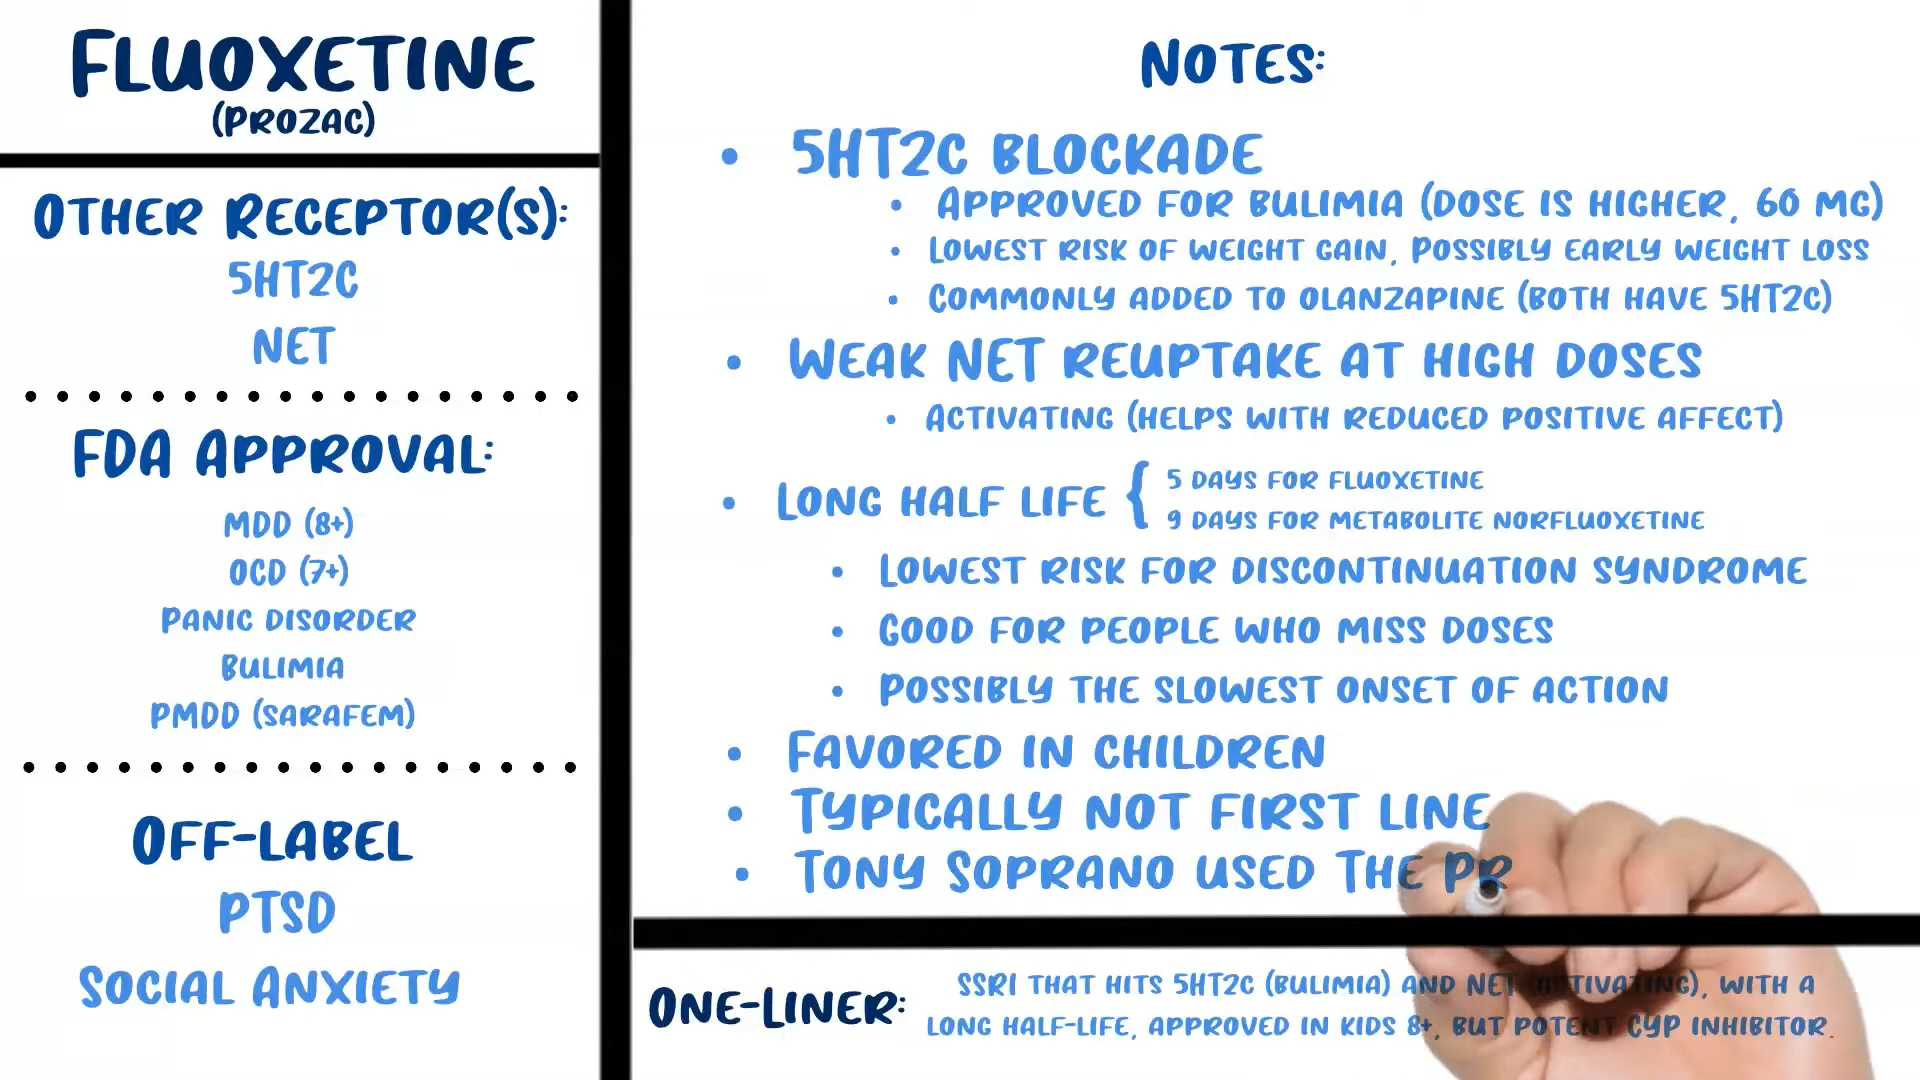 FLUOXETINE
(PROZAC)
OTHER RECEPTOR(S):
5HT2C
NET
FDA APPROVAL:
MDD (8+)
OCD (7+)
PANIC DISORDER
BULIMIA
PMDD (SARAFEM)
OFF-LABEL
PTSD
SOCIAL ANXIETY
NOTES:
• 5HT2C BLOCKADE
• APPROVED FOR BULIMIA (DOSE IS HIGHER, 60 MG)
• LOWEST RISK OF WEIGHT GAIN, POSSIBLY EARLY WEIGHT LOSS
• COMMONLY ADDED TO OLANZAPINE (BOTH HAVE 5HT2C)
• WEAK NET REUPTAKE AT HIGH DOSES
• ACTIVATING (HELPS WITH REDUCED POSITIVE AFFECT)
• LONG HALF LIFE {
5 DAYS FOR FLUOXETINE
9 DAYS FOR METABOLITE NORFLUOXETINE
• LOWEST RISK FOR DISCONTINUATION SYNDROME
• GOOD FOR PEOPLE WHO MISS DOSES
• POSSIBLY THE SLOWEST ONSET OF ACTION
• FAVORED IN CHILDREN
• TYPICALLY NOT FIRST LINE
• TONY SOPRANO USED THE PR
ONE-LINER:
SSRI THAT HITS 5HT2C (BULIMIA) AND NET (ACTIVATING), WITH A
LONG HALF-LIFE, APPROVED IN KIDS 8+, BUT POTENT CYP INHIBITOR.